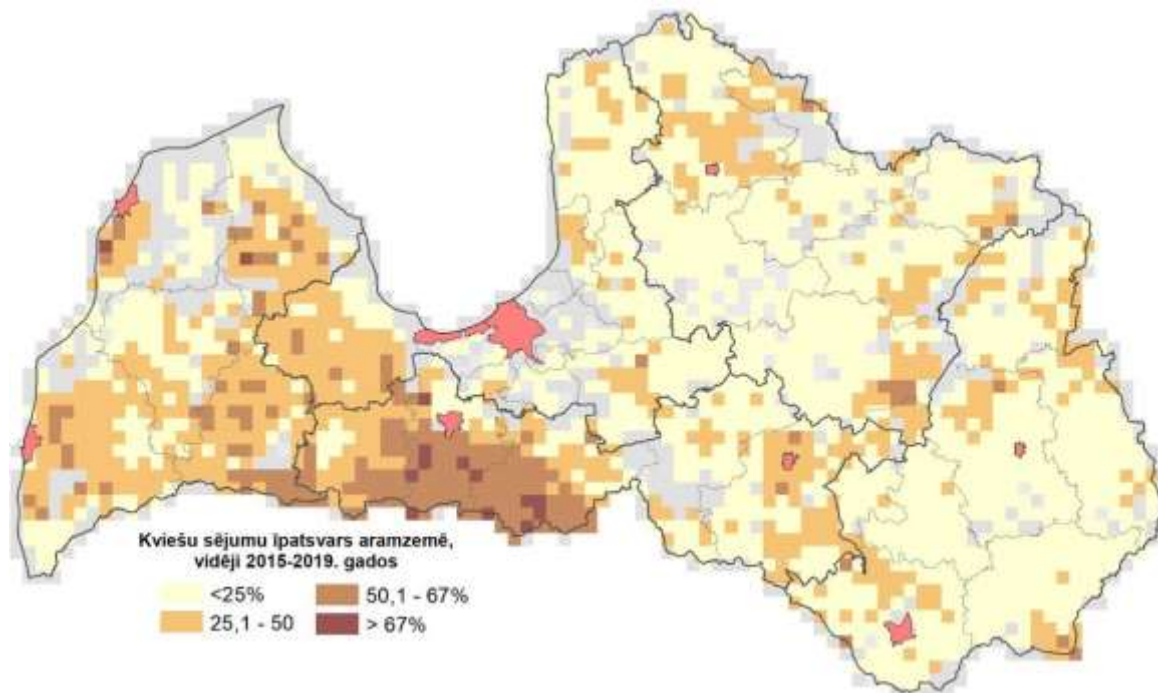 Kviešu sējumu īpatsvars aramzemē,
vidēji 2015-2019. gados
<25%
50,1 - 67%
25,1 - 50
> 67%